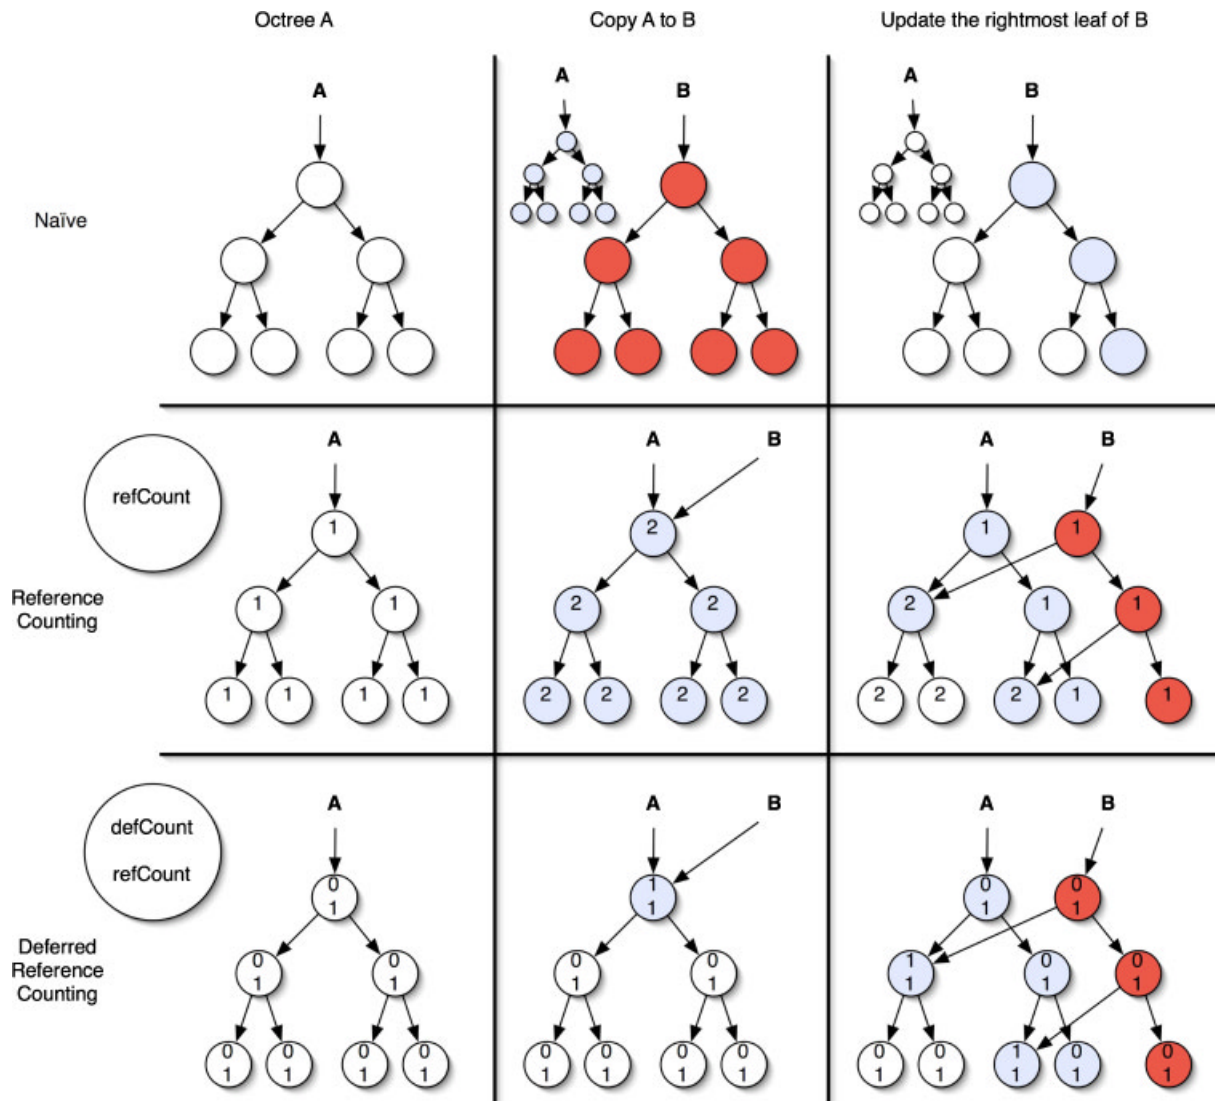 Octree A
Copy A to B
Update the rightmost leaf of B
Naïve
A
A
B
A
B
refCount
Reference
Counting
A
1
1 1
1 1 1 1
A B
2
2 2
2 2 2 2
A B
1 1
2 1 1
2 2 2 1 1
defCount
refCount
Deferred
Reference
Counting
A
0
1
0 0
1 1
0 0 0 0
1 1 1 1
A B
1
1
0 0
1 1
0 0 0 0
1 1 1 1
A B
0 0
1 1
1 0 0
1 1 1
0 0 1 0 0
1 1 1 1 1